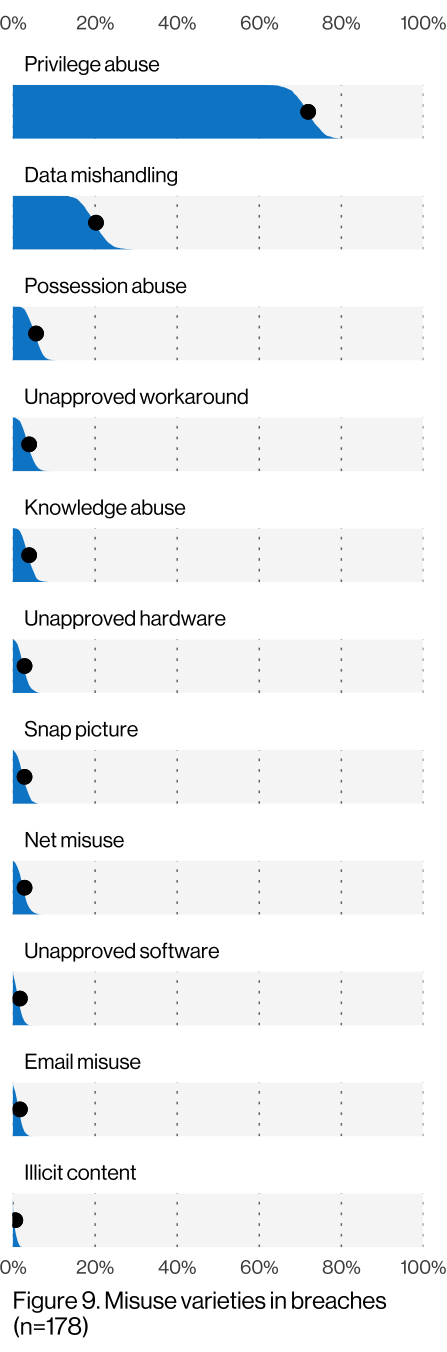 0% 20% 40% 60% 80% 100%
Privilege abuse
Data mishandling
Possession abuse
Unapproved workaround
Knowledge abuse
Unapproved hardware
Snap picture
Net misuse
Unapproved software
Email misuse
Illicit content
0% 20% 40% 60% 80% 100%
Figure 9. Misuse varieties in breaches
(n=178)